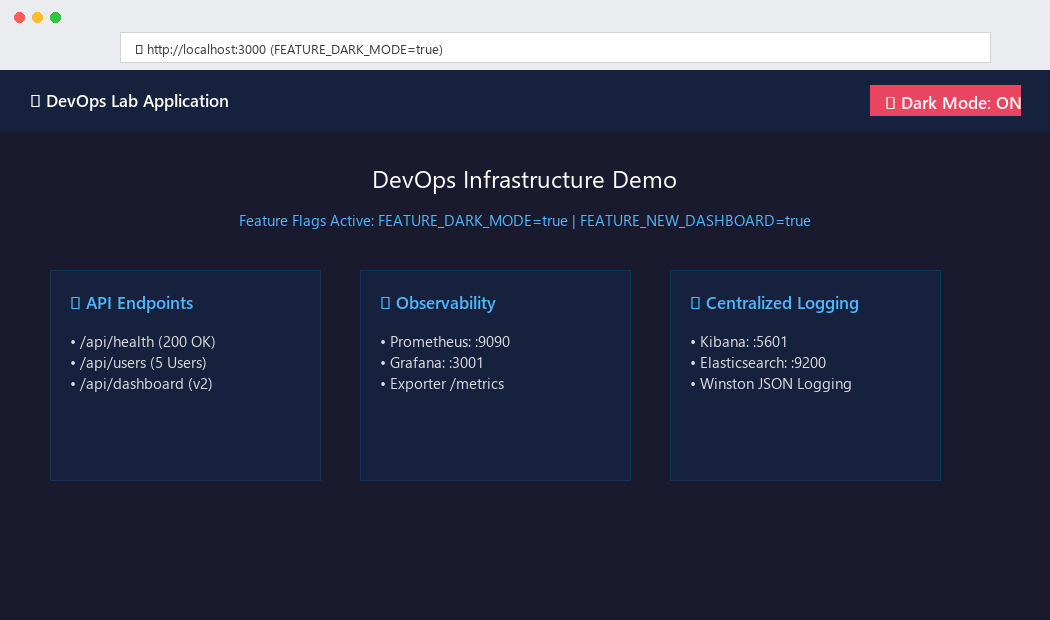 http://localhost:3000 (FEATURE_DARK_MODE=true)
DevOps Lab Application
Dark Mode: ON
DevOps Infrastructure Demo
Feature Flags Active: FEATURE_DARK_MODE=true | FEATURE_NEW_DASHBOARD=true
API Endpoints
• /api/health (200 OK)
• /api/users (5 Users)
• /api/dashboard (v2)
Observability
• Prometheus: :9090
• Grafana: :3001
• Exporter /metrics
Centralized Logging
• Kibana: :5601
• Elasticsearch: :9200
• Winston JSON Logging